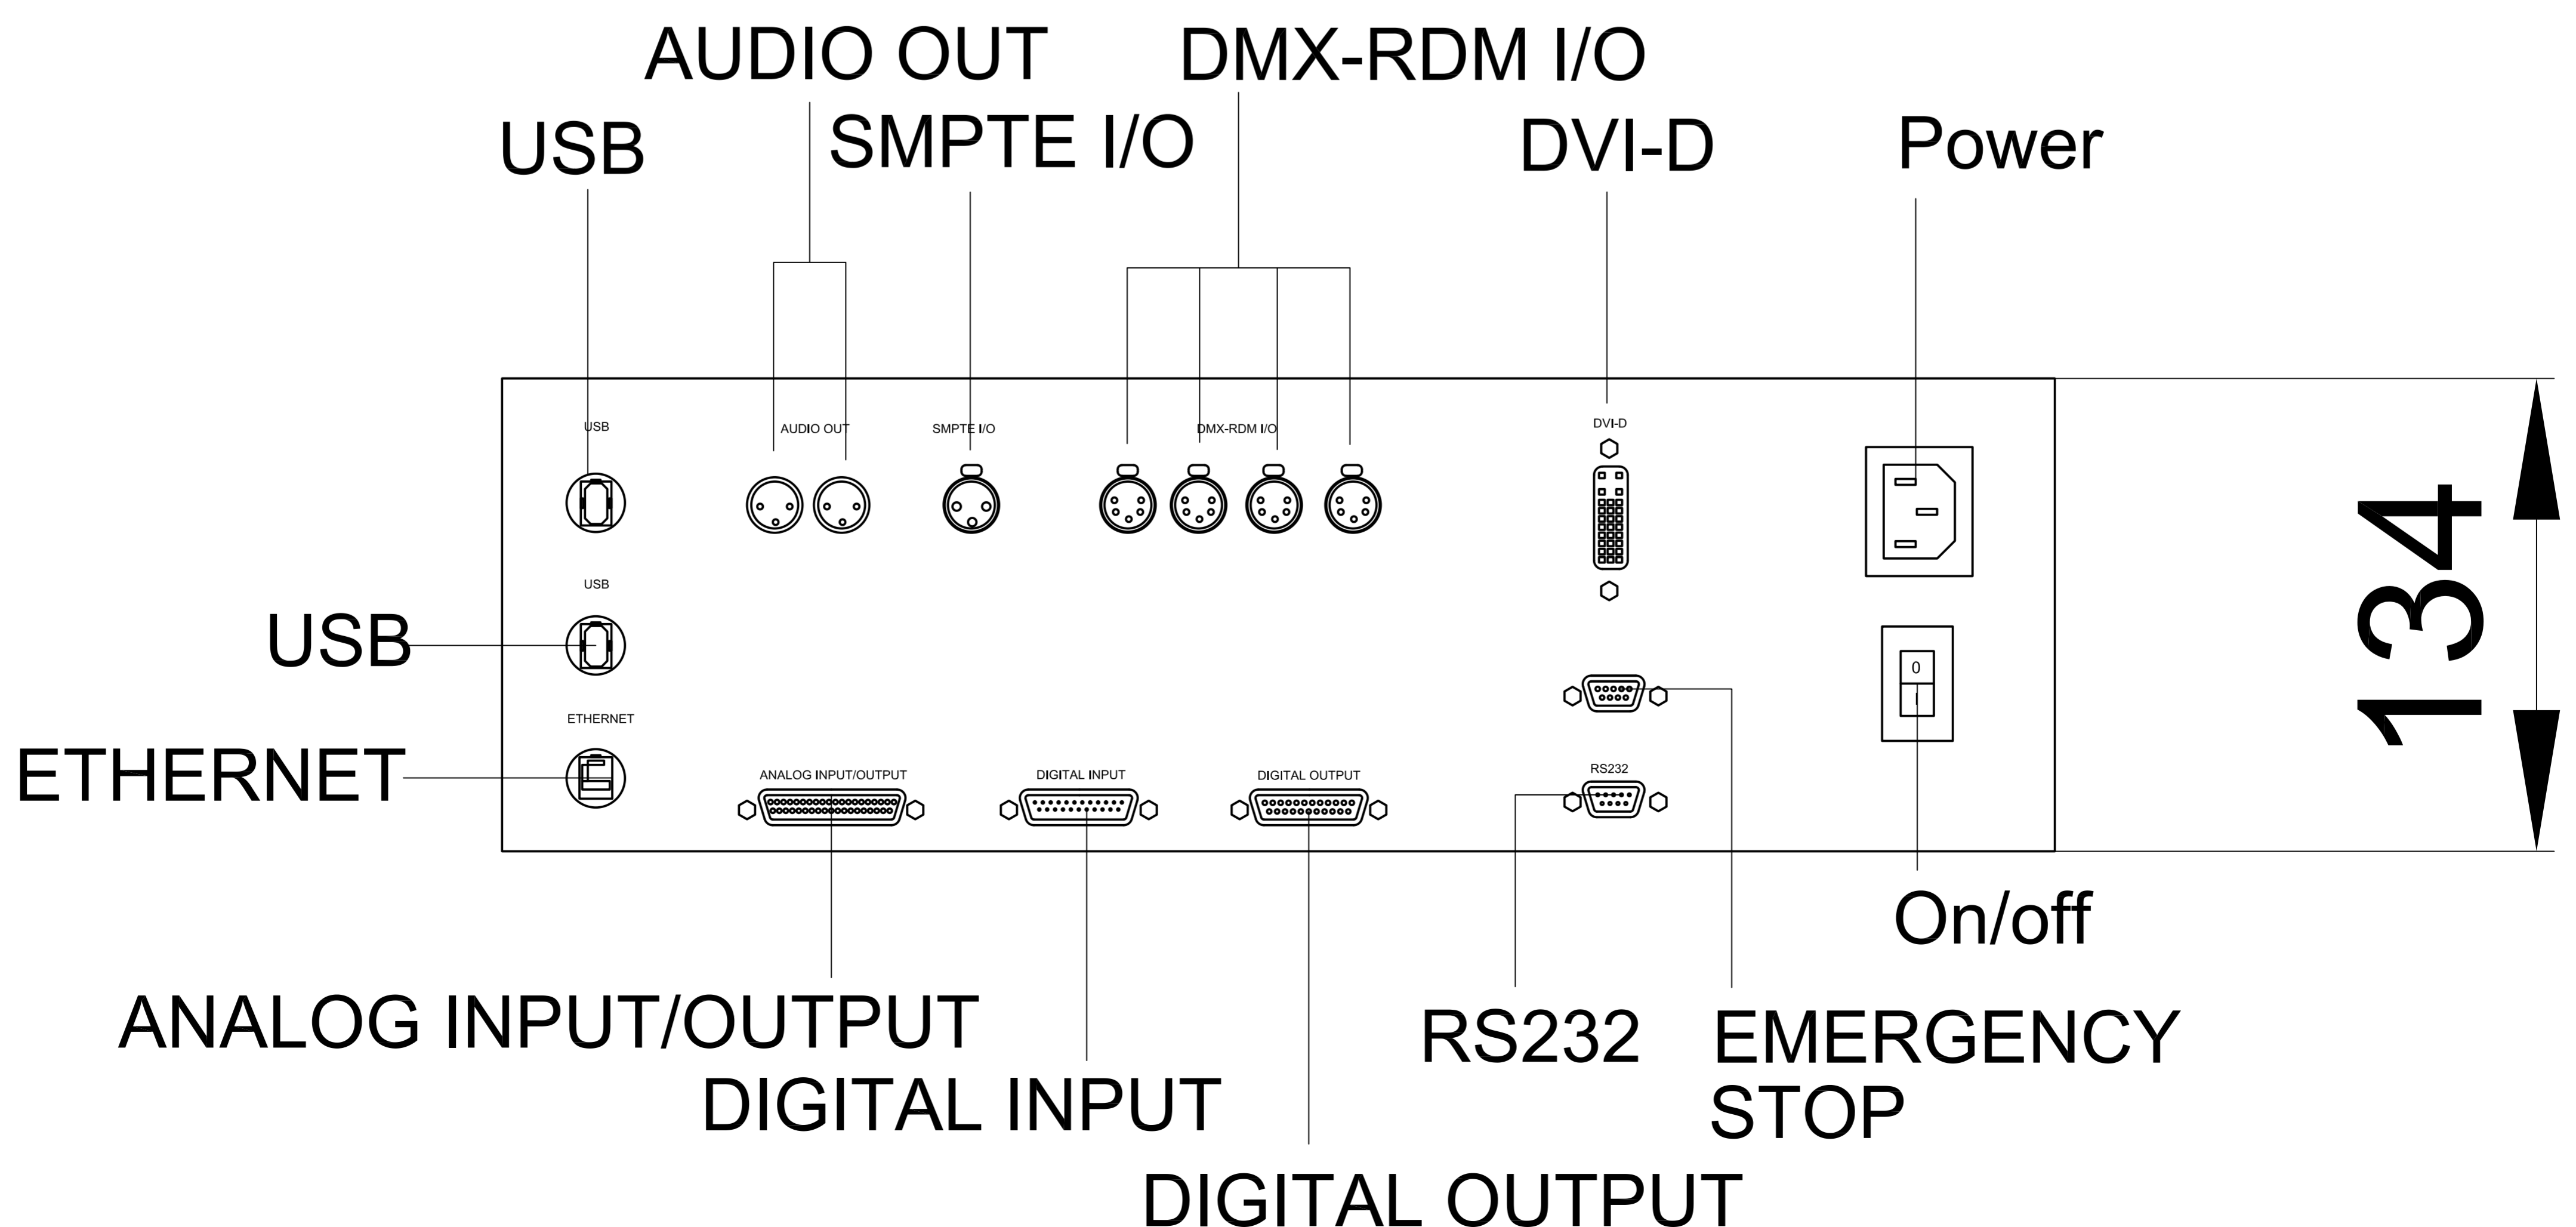 AUDIO OUT
DMX-RDM I/O
USB
SMPTE I/O
DVI-D
Power
USB
AUDIO OUT
SMPTE I/O
DMX-RDM I/O
DVI-D
134
USB
USB
0
I
ETHERNET
ETHERNET
ANALOG INPUT/OUTPUT
DIGITAL INPUT
DIGITAL OUTPUT
RS232
On/off
ANALOG INPUT/OUTPUT
RS232
EMERGENCY
STOP
DIGITAL INPUT
DIGITAL OUTPUT